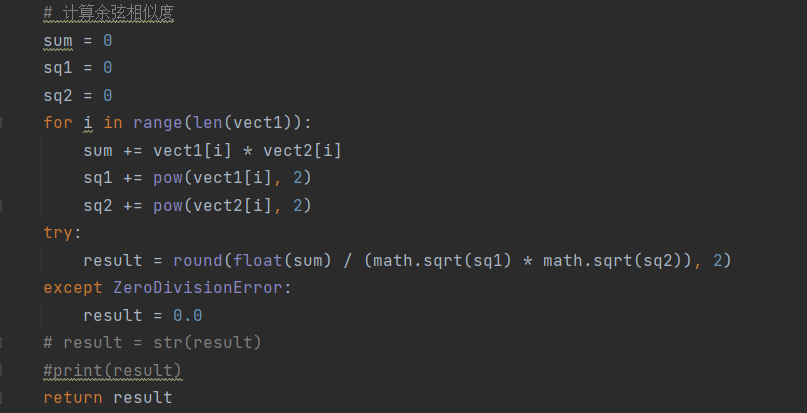 # 计算余弦相似度
sum = 0
sq1 = 0
sq2 = 0
for i in range(len(vect1)):
    sum += vect1[i] * vect2[i]
    sq1 += pow(vect1[i], 2)
    sq2 += pow(vect2[i], 2)
try:
    result = round(float(sum) / (math.sqrt(sq1) * math.sqrt(sq2)), 2)
except ZeroDivisionError:
    result = 0.0
# result = str(result)
#print(result)
return result